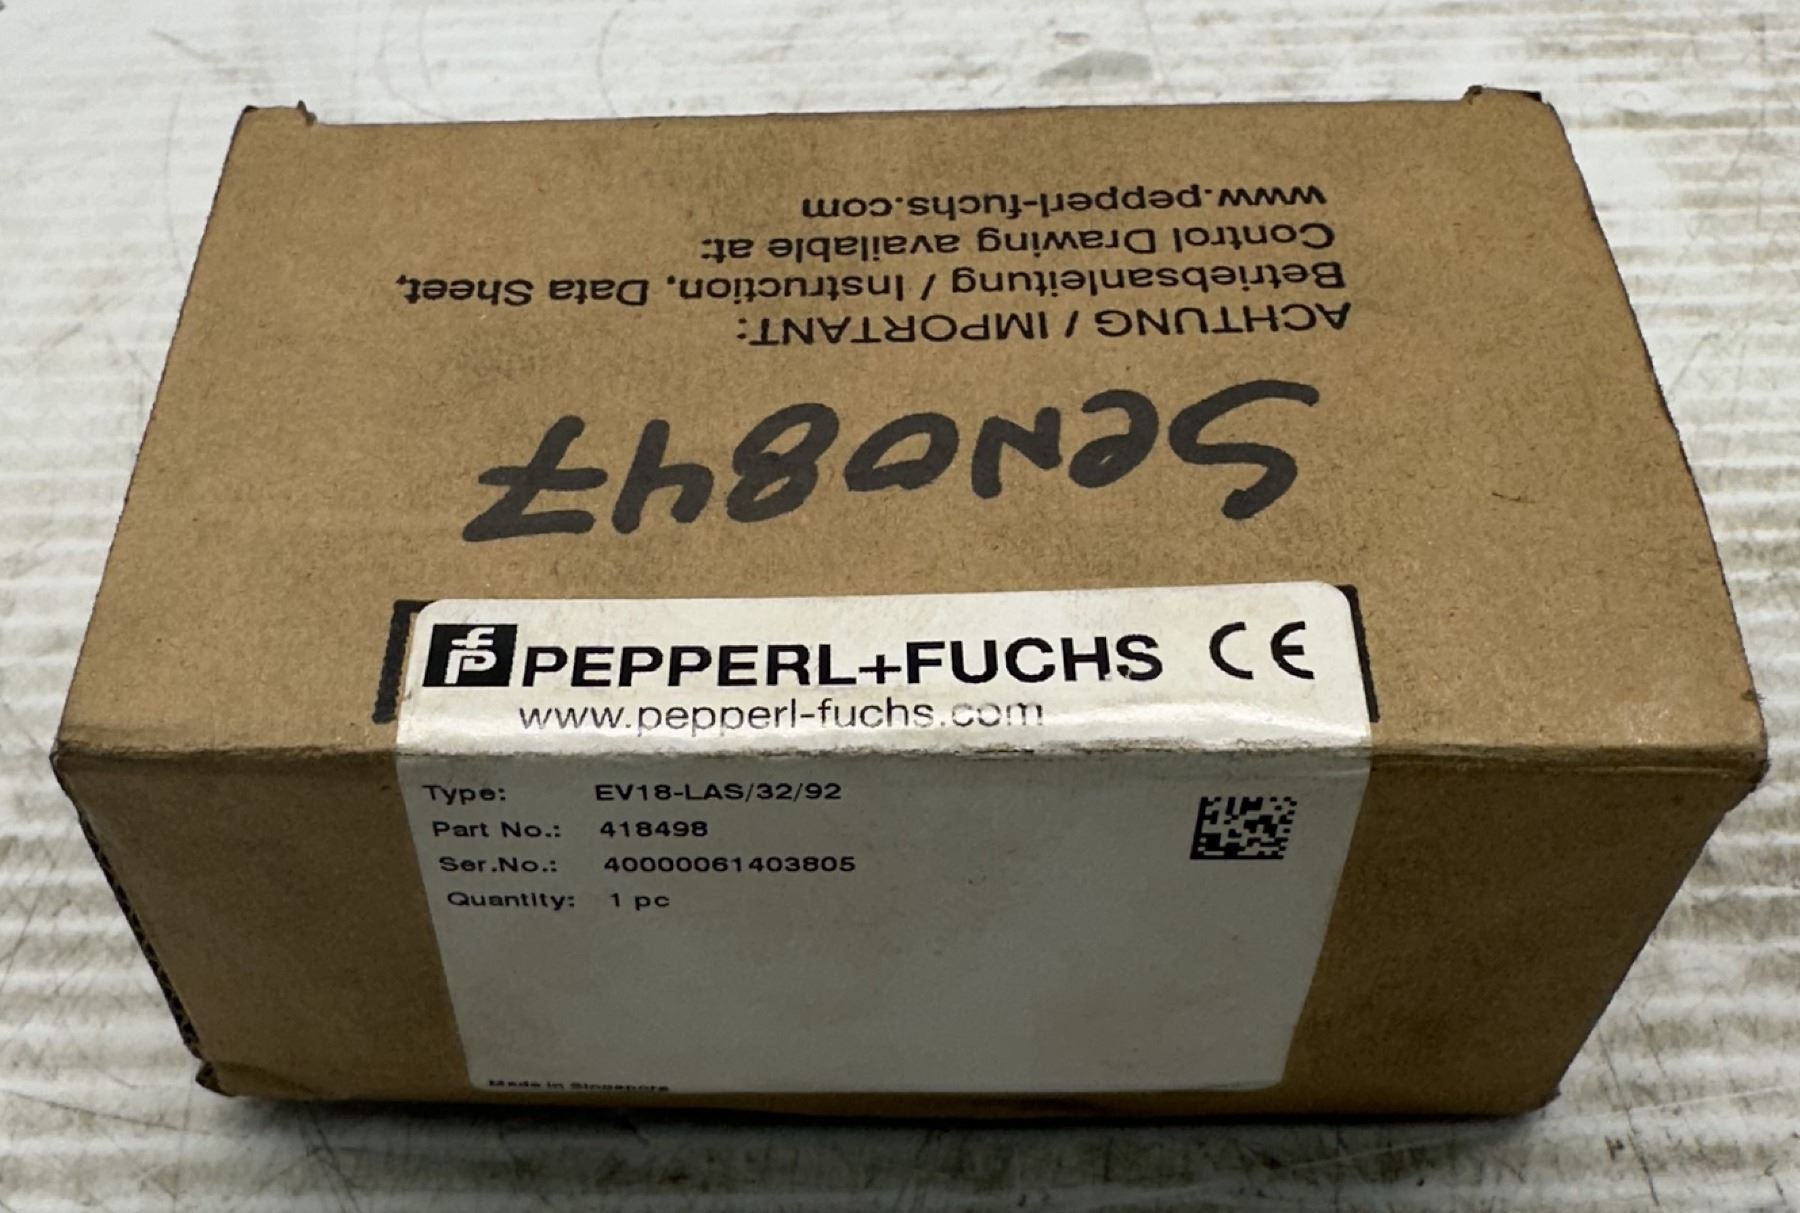 ACHTUNG / IMPORTANT:
Betriebsanleitung / Instruction, Data Sheet,
Control Drawing available at:
www.pepperl-fuchs.com
SeN0847
PEPPERL+FUCHS CE
www.pepperl-fuchs.com
Type: EV18-LAS/32/92
Part No.: 418498
Ser.No.: 40000061403805
Quantity: 1 pc
Made in Singapore